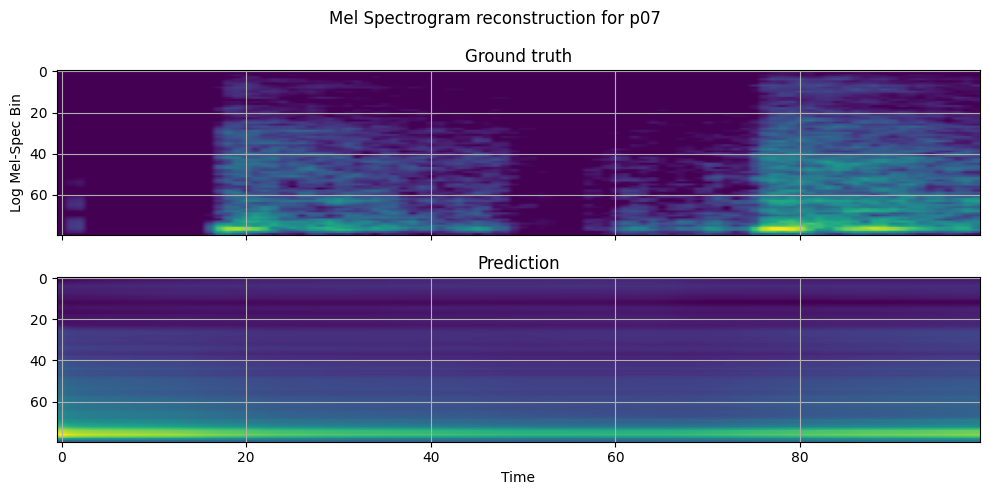 Mel Spectrogram reconstruction for p07
Ground truth
Log Mel-Spec Bin
0
20
40
60
Prediction
0
20
40
60
0 20 40 60 80
Time